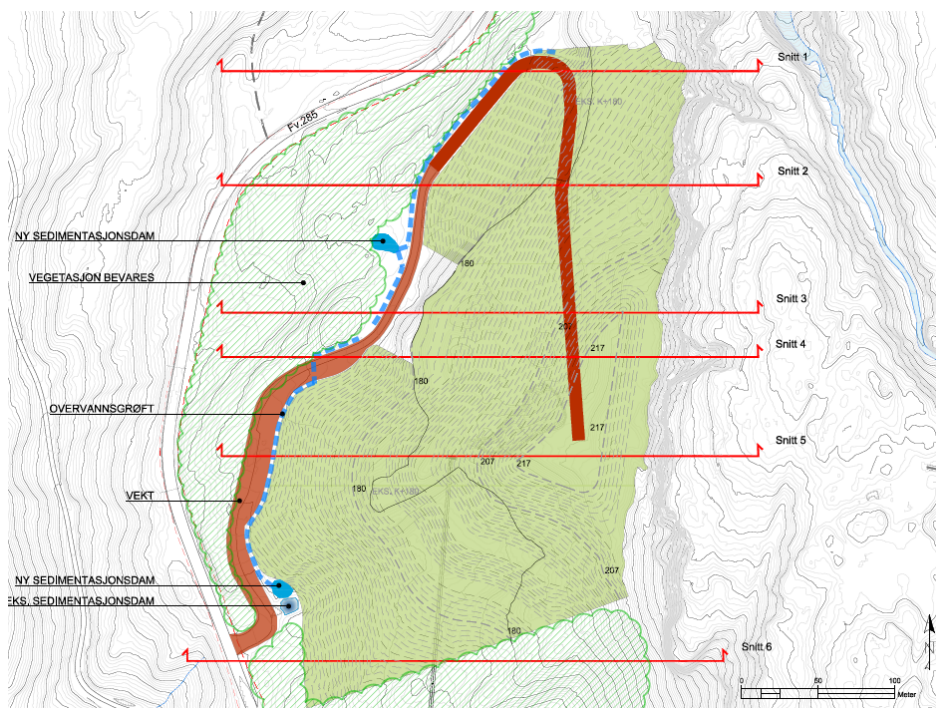 Snitt 1
EKS. K+180
Fv.285
Snitt 2
NY SEDIMENTASJONSDAM
180
VEGETASJON BEVARES
Snitt 3
207
217
Snitt 4
180
OVERVANNSGRØFT
217
Snitt 5
207
217
180
EKS. K+180
VEKT
207
NY SEDIMENTASJONSDAM
EKS. SEDIMENTASJONSDAM
180
Snitt 6
N
0 50 100
Meter